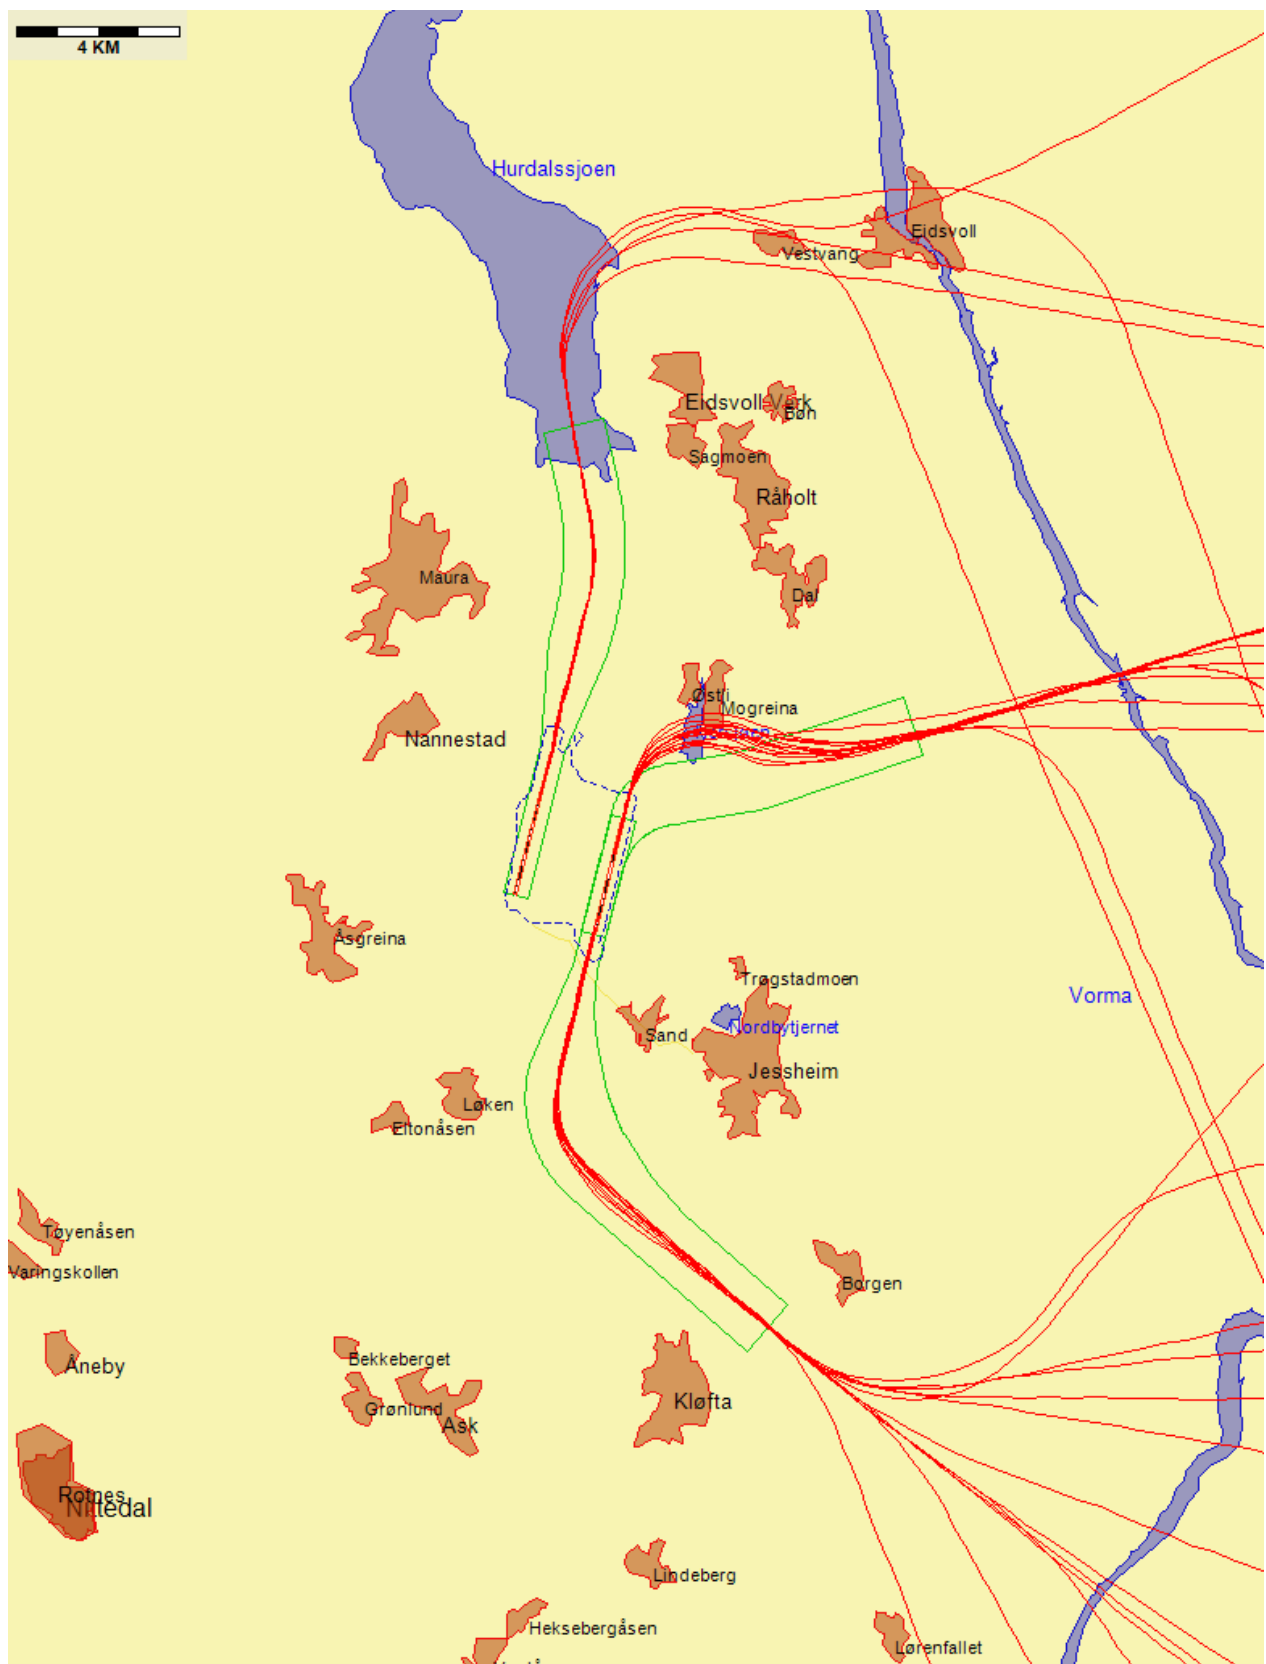 4 KM
Hurdalssjoen
Eidsvoll
Vestvang
Eidsvoll Verk
Bøn
Sagmoen
Råholt
Maura
Dal
Østli
Mogreina
Nannestad
Åsgreina
Trøgstadmoen
Vorma
Nordbytjernet
Sand
Jessheim
Løken
Eltonåsen
Tøyenåsen
Varingskollen
Borgen
Åneby
Bekkeberget
Grønlund
Ask
Kløfta
Rotnes
Nittedal
Lindeberg
Heksebergåsen
Lørenfallet